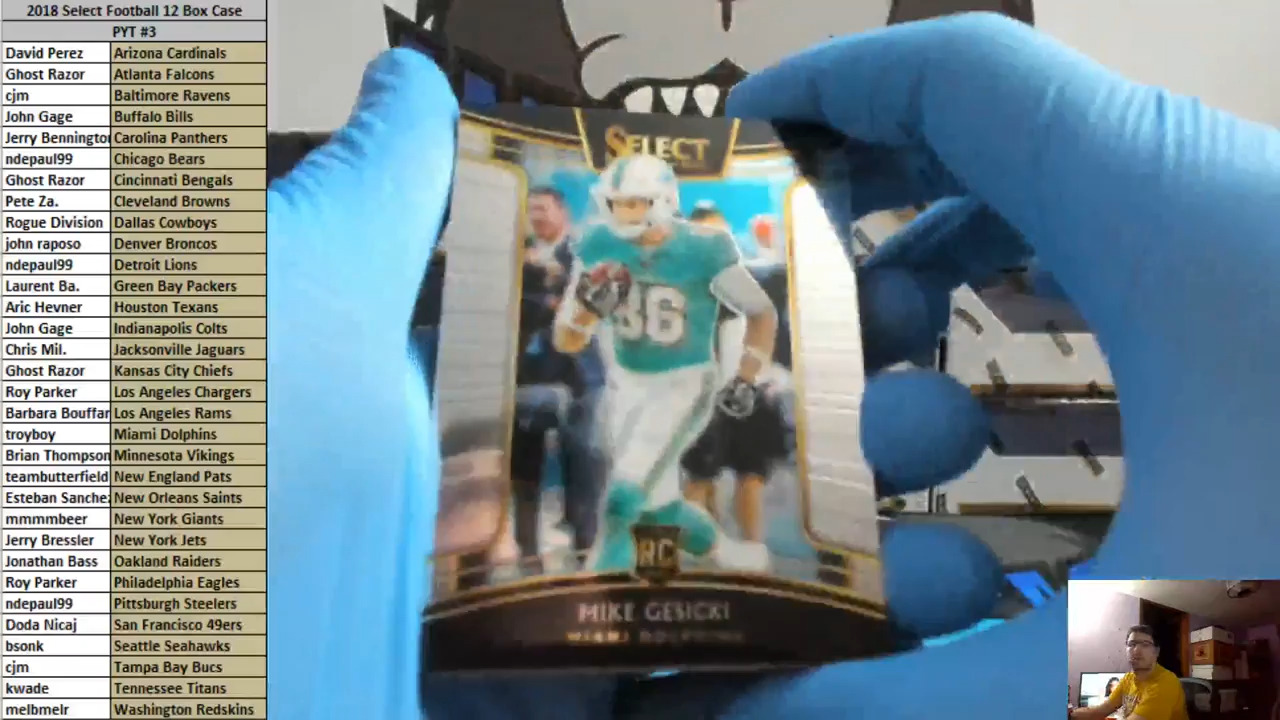 2018 Select Football 12 Box Case
PYT #3
David Perez Arizona Cardinals
Ghost Razor Atlanta Falcons
cjm Baltimore Ravens
John Gage Buffalo Bills
Jerry Bennington Carolina Panthers
ndepaul99 Chicago Bears
Ghost Razor Cincinnati Bengals
Pete Za. Cleveland Browns
Rogue Division Dallas Cowboys
john raposo Denver Broncos
ndepaul99 Detroit Lions
Laurent Ba. Green Bay Packers
Aric Hevner Houston Texans
John Gage Indianapolis Colts
Chris Mil. Jacksonville Jaguars
Ghost Razor Kansas City Chiefs
Roy Parker Los Angeles Chargers
Barbara Bouffar Los Angeles Rams
troyboy Miami Dolphins
Brian Thompson Minnesota Vikings
teambutterfield New England Pats
Esteban Sanchez New Orleans Saints
mmmmbeer New York Giants
Jerry Bressler New York Jets
Jonathan Bass Oakland Raiders
Roy Parker Philadelphia Eagles
ndepaul99 Pittsburgh Steelers
Doda Nicaj San Francisco 49ers
bsonk Seattle Seahawks
cjm Tampa Bay Bucs
kwade Tennessee Titans
melbmelr Washington Redskins
SELECT
86
RC
MIKE GESICKI
MIAMI DOLPHINS